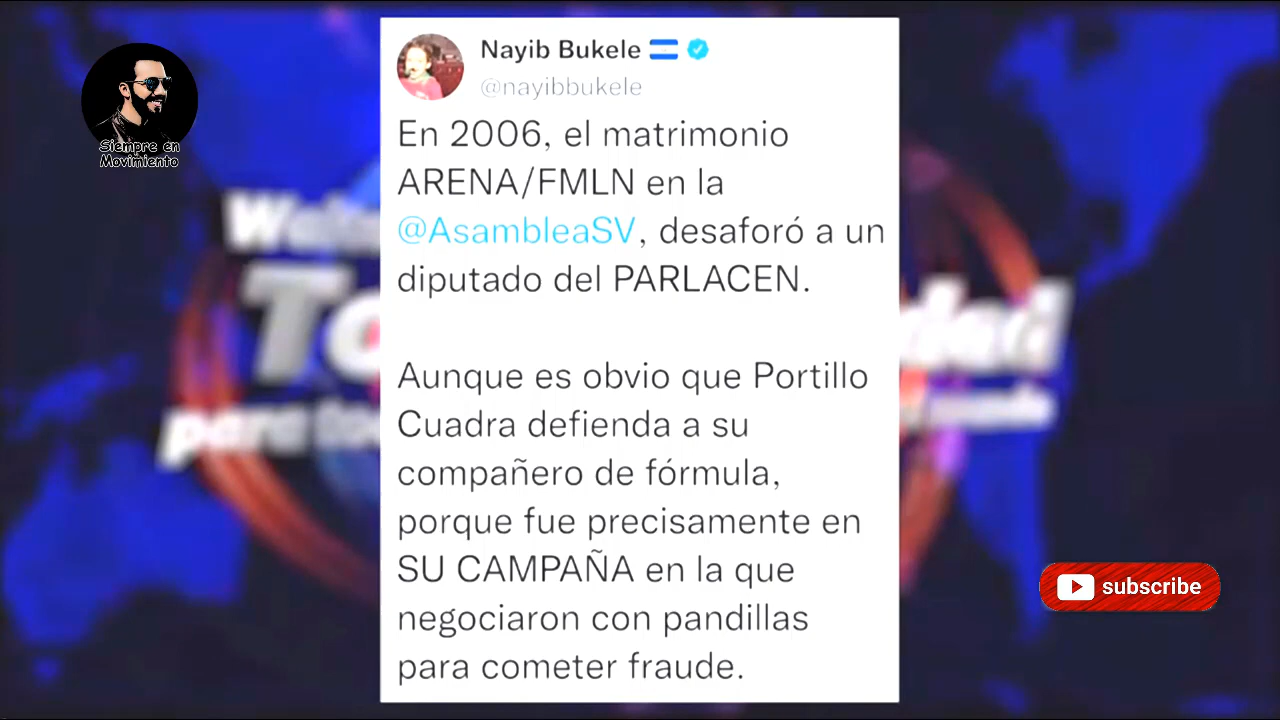 Siempre en
Movimiento
Nayib Bukele
@nayibbukele
En 2006, el matrimonio
ARENA/FMLN en la
@AsambleaSV, desaforó a un
diputado del PARLACEN.
Aunque es obvio que Portillo
Cuadra defienda a su
compañero de fórmula,
porque fue precisamente en
SU CAMPAÑA en la que
negociaron con pandillas
para cometer fraude.
subscribe